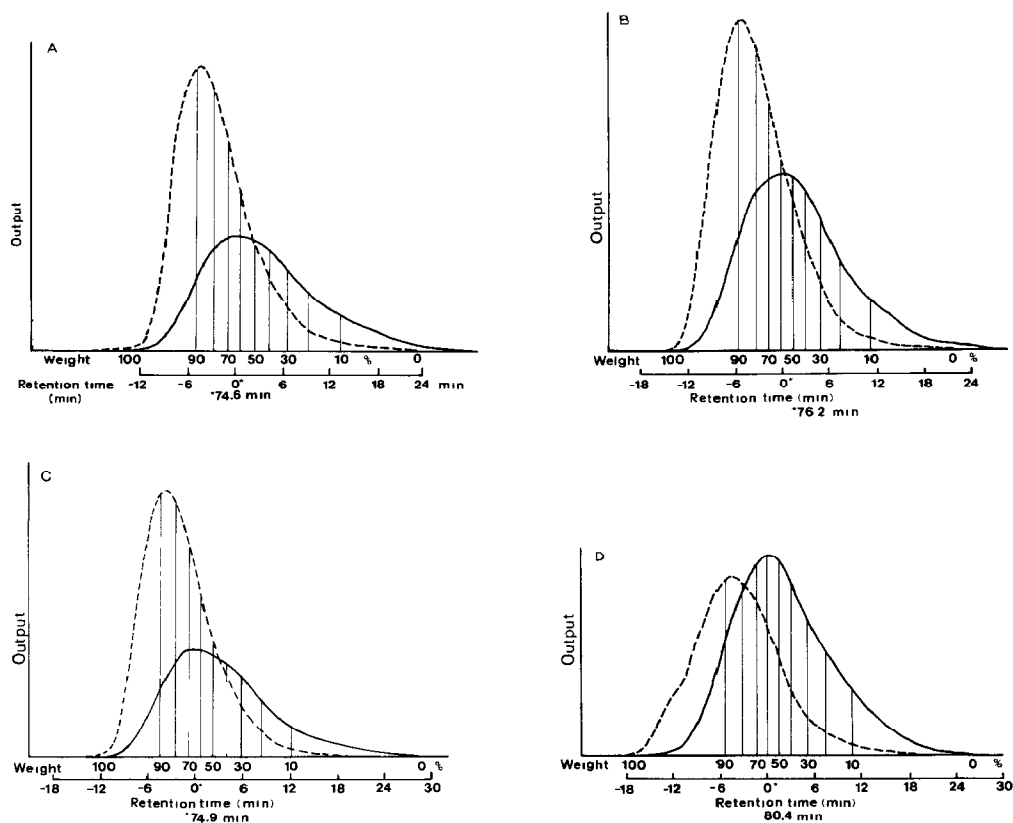 A
Output
Weight 100 90 70 50 30 10 % 0
Retention time (min) -12 -6 0* 6 12 18 24 min
*74.6 min
B
Output
Weight 100 90 70 50 30 10 0 %
-18 -12 -6 0* 6 12 18 24
Retention time (min)
*76 2 min
C
Output
Weight 100 90 70 50 30 10 0 %
-18 -12 -6 0* 6 12 18 24 30
Retention time (min)
*74.9 min
D
Output
Weight 100 90 70 50 30 10 0 %
-18 -12 -6 0* 6 12 18 24 30
Retention time (min)
80.4 min